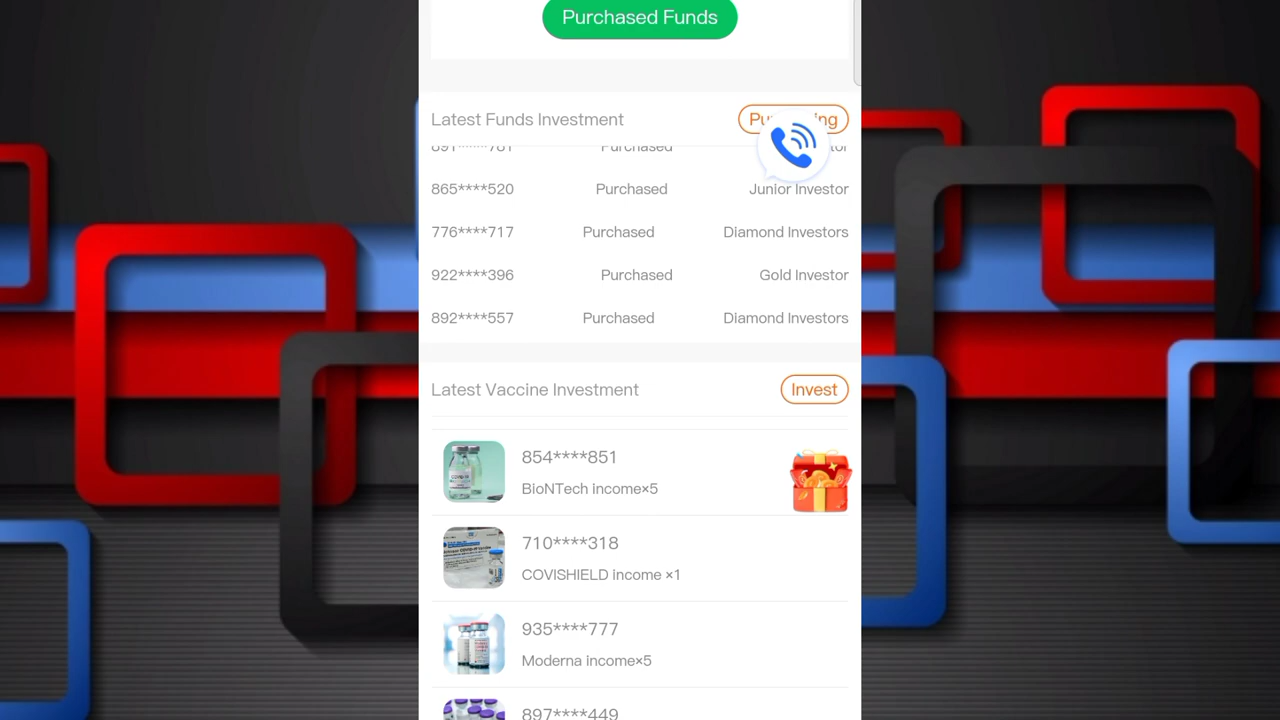 Purchased Funds
Latest Funds Investment
Purchased
865****520 Purchased Junior Investor
776****717 Purchased Diamond Investors
922****396 Purchased Gold Investor
892****557 Purchased Diamond Investors
Latest Vaccine Investment Invest
854****851
BioNTech income×5
710****318
COVISHIELD income ×1
935****777
Moderna income×5
897****449